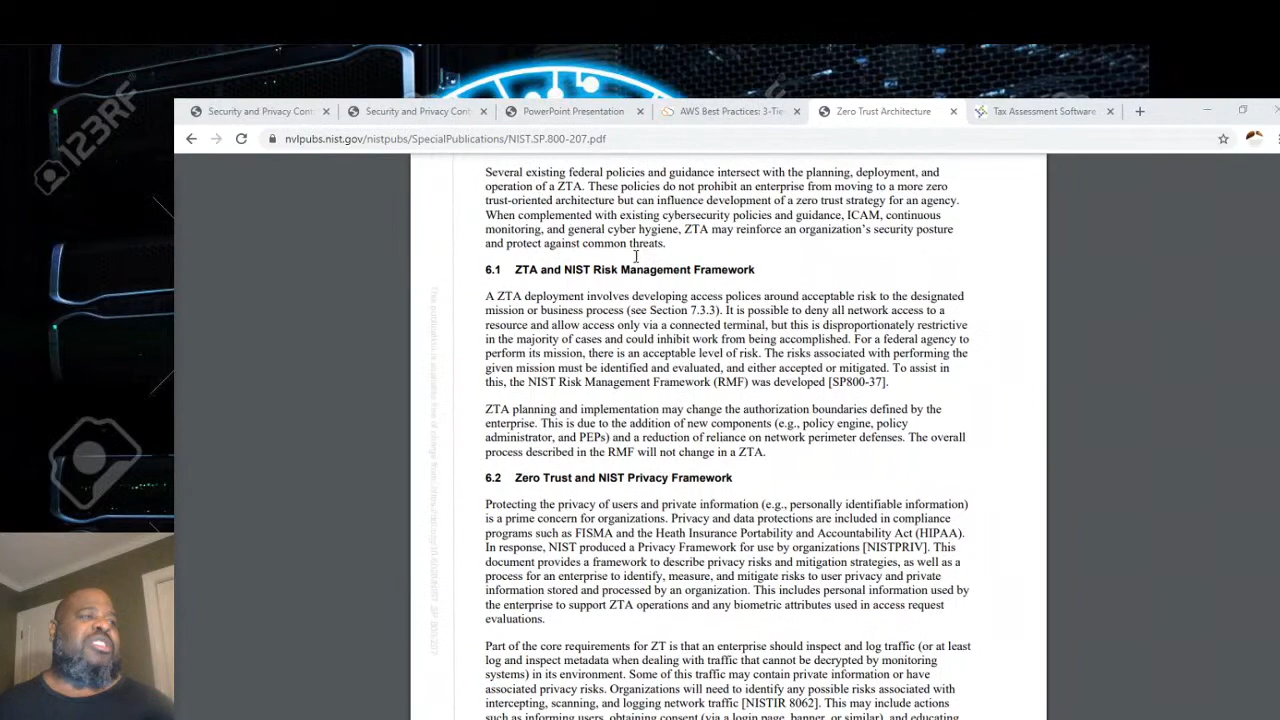 123RF
Security and Privacy Cont
Security and Privacy Cont
PowerPoint Presentation
AWS Best Practices: 3-Tie
Zero Trust Architecture
Tax Assessment Software
nvlpubs.nist.gov/nistpubs/SpecialPublications/NIST.SP.800-207.pdf
Several existing federal policies and guidance intersect with the planning, deployment, and
operation of a ZTA. These policies do not prohibit an enterprise from moving to a more zero
trust-oriented architecture but can influence development of a zero trust strategy for an agency.
When complemented with existing cybersecurity policies and guidance, ICAM, continuous
monitoring, and general cyber hygiene, ZTA may reinforce an organization's security posture
and protect against common threats.
6.1 ZTA and NIST Risk Management Framework
A ZTA deployment involves developing access polices around acceptable risk to the designated
mission or business process (see Section 7.3.3). It is possible to deny all network access to a
resource and allow access only via a connected terminal, but this is disproportionately restrictive
in the majority of cases and could inhibit work from being accomplished. For a federal agency to
perform its mission, there is an acceptable level of risk. The risks associated with performing the
given mission must be identified and evaluated, and either accepted or mitigated. To assist in
this, the NIST Risk Management Framework (RMF) was developed [SP800-37].
ZTA planning and implementation may change the authorization boundaries defined by the
enterprise. This is due to the addition of new components (e.g., policy engine, policy
administrator, and PEPs) and a reduction of reliance on network perimeter defenses. The overall
process described in the RMF will not change in a ZTA.
6.2 Zero Trust and NIST Privacy Framework
Protecting the privacy of users and private information (e.g., personally identifiable information)
is a prime concern for organizations. Privacy and data protections are included in compliance
programs such as FISMA and the Heath Insurance Portability and Accountability Act (HIPAA).
In response, NIST produced a Privacy Framework for use by organizations [NISTPRIV]. This
document provides a framework to describe privacy risks and mitigation strategies, as well as a
process for an enterprise to identify, measure, and mitigate risks to user privacy and private
information stored and processed by an organization. This includes personal information used by
the enterprise to support ZTA operations and any biometric attributes used in access request
evaluations.
Part of the core requirements for ZT is that an enterprise should inspect and log traffic (or at least
log and inspect metadata when dealing with traffic that cannot be decrypted by monitoring
systems) in its environment. Some of this traffic may contain private information or have
associated privacy risks. Organizations will need to identify any possible risks associated with
intercepting, scanning, and logging network traffic [NISTIR 8062]. This may include actions
such as informing users, obtaining consent (via a login page, banner, or similar), and educating